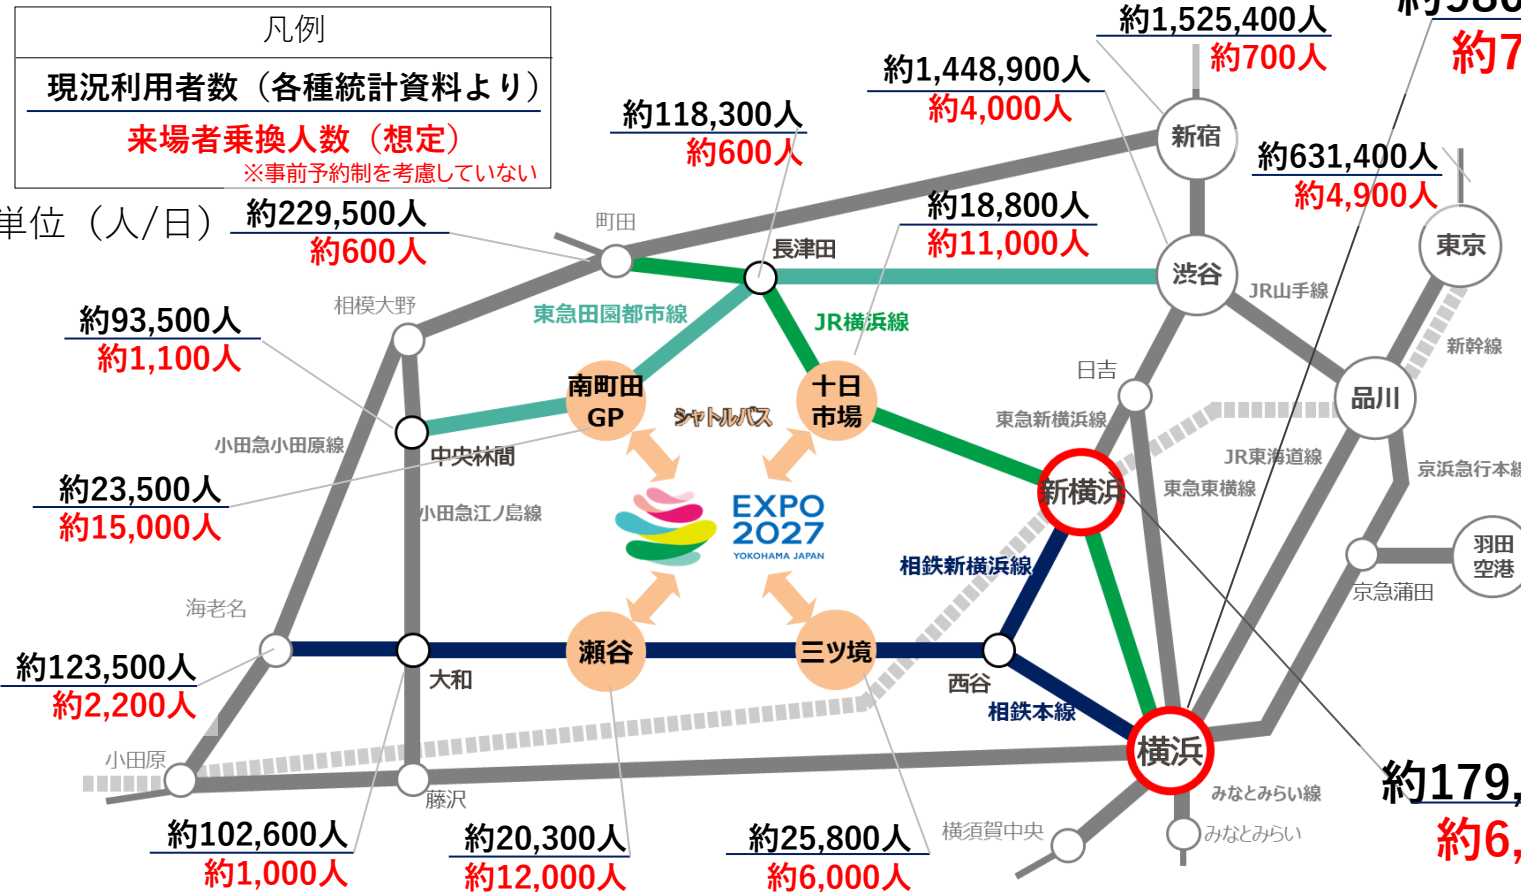 凡例
現況利用者数（各種統計資料より）
来場者乗換人数（想定）
※事前予約制を考慮していない
単位（人/日）
約1,525,400人
約700人
約980
約7
約1,448,900人
約4,000人
約118,300人
約600人
新宿
約631,400人
約4,900人
約229,500人
約600人
町田
約18,800人
約11,000人
長津田
渋谷
東京
相模大野
JR山手線
約93,500人
約1,100人
東急田園都市線
JR横浜線
新幹線
日吉
南町田
GP
十日
市場
品川
シャトルバス
東急新横浜線
小田急小田原線
中央林間
JR東海道線
京浜急行本線
約23,500人
約15,000人
小田急江ノ島線
新横浜
東急東横線
EXPO
2027
YOKOHAMA JAPAN
相鉄新横浜線
羽田
空港
京急蒲田
海老名
瀬谷
三ツ境
約123,500人
約2,200人
大和
西谷
相鉄本線
小田原
横浜
藤沢
みなとみらい線
約179,
約6,
約102,600人
約1,000人
約20,300人
約12,000人
約25,800人
約6,000人
横須賀中央
みなとみらい